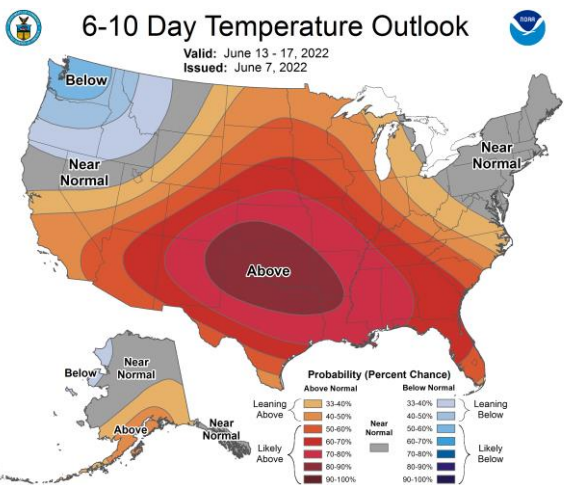 6-10 Day Temperature Outlook
NOAA
Valid: June 13 - 17, 2022
Issued: June 7, 2022
Below
Near
Normal
Near
Normal
Above
Below
Near
Normal
Above
Near
Normal
Probability (Percent Chance)
Above Normal
Below Normal
Leaning
Above
33-40%
40-50%
Likely
Above
50-60%
60-70%
70-80%
80-90%
90-100%
Near
Normal
33-40%
40-50%
Leaning
Below
50-60%
60-70%
70-80%
80-90%
90-100%
Likely
Below